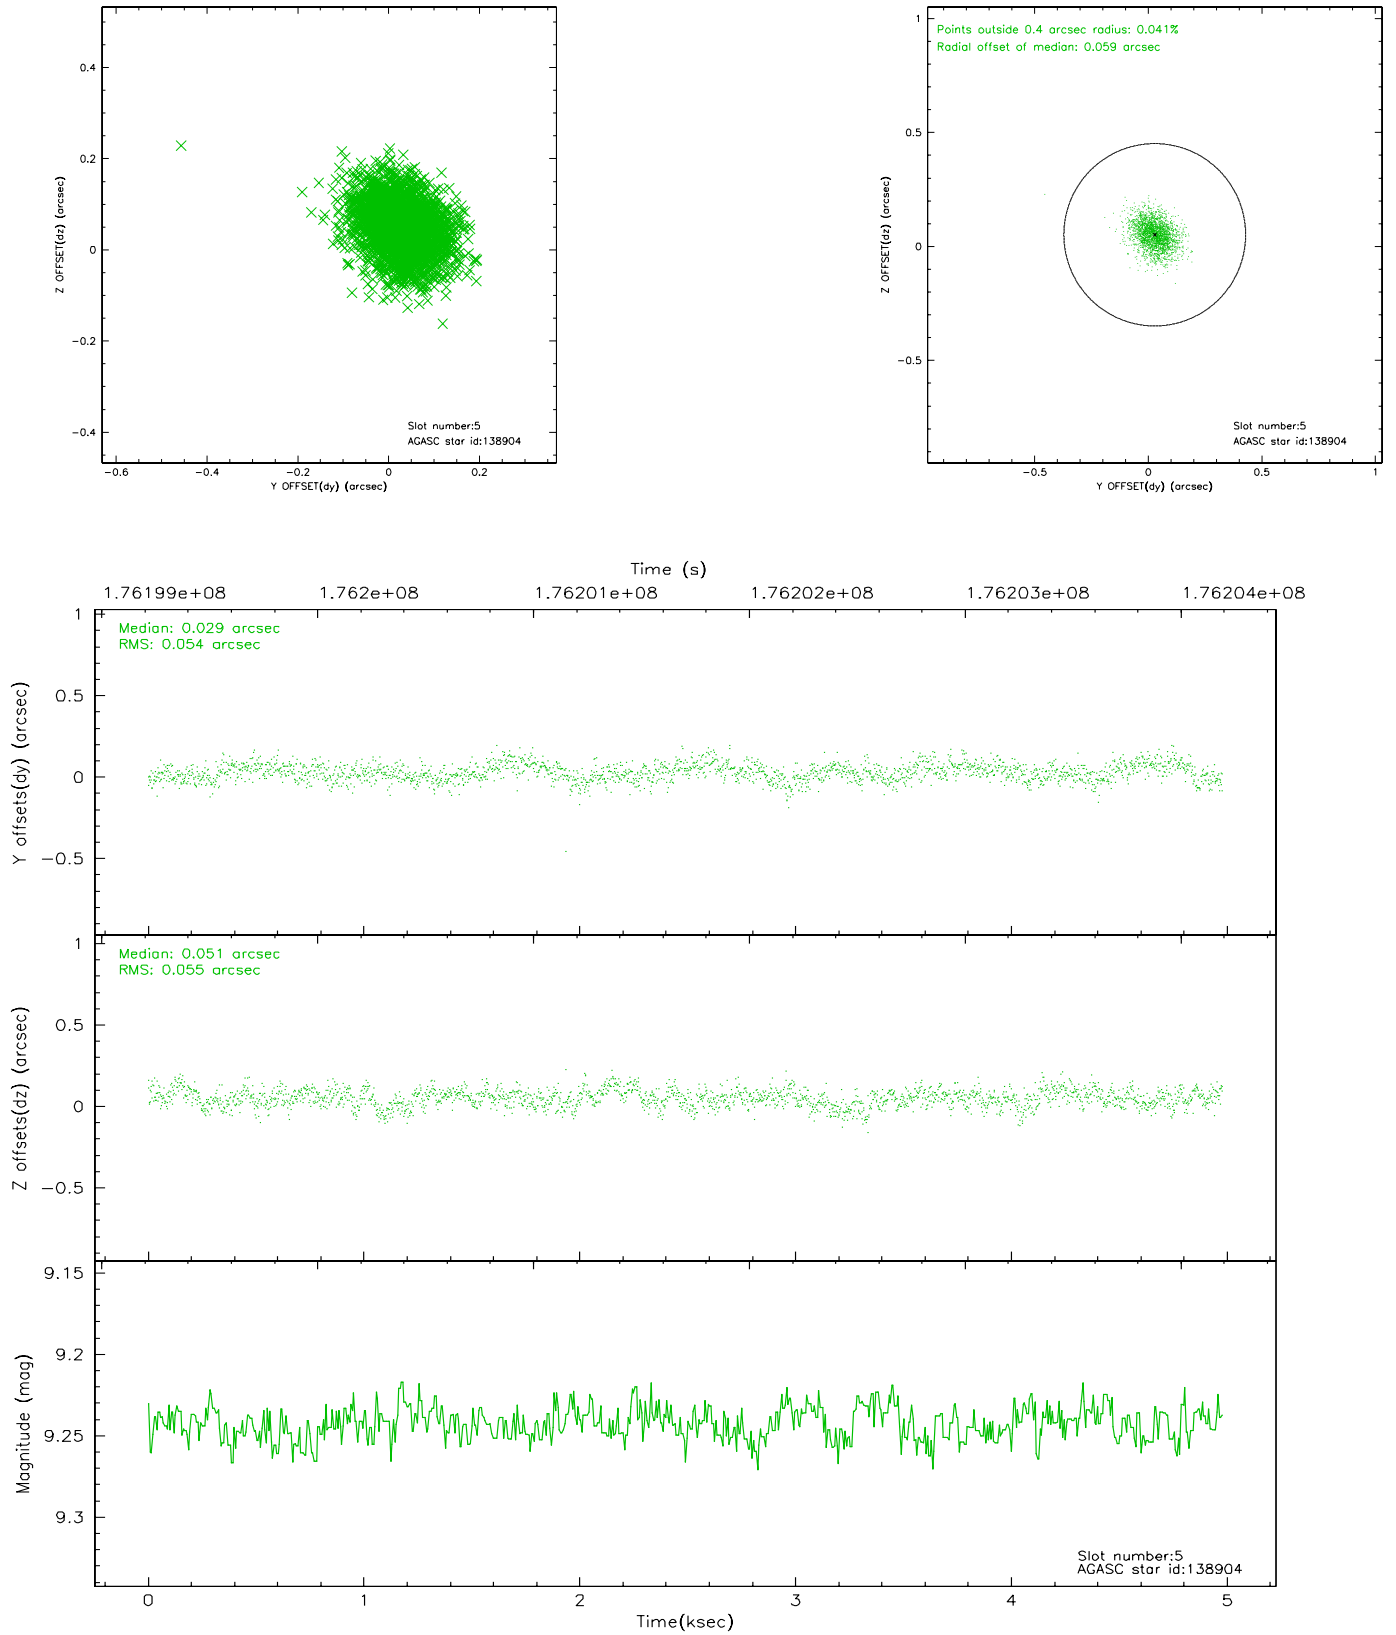 0.4
0.2
0
−0.2
−0.4
Z OFFSET(dz) (arcsec)
−0.6
−0.4
−0.2
0
0.2
Y OFFSET(dy) (arcsec)
Slot number:5
AGASC star id:138904
Points outside 0.4 arcsec radius: 0.041%
Radial offset of median: 0.059 arcsec
1
0.5
0
−0.5
Z OFFSET(dz) (arcsec)
−0.5
0
0.5
1
Y OFFSET(dy) (arcsec)
Slot number:5
AGASC star id:138904
Time (s)
1.76199e+08
1.762e+08
1.76201e+08
1.76202e+08
1.76203e+08
1.76204e+08
Median: 0.029 arcsec
RMS: 0.054 arcsec
1
0.5
0
−0.5
Y offsets(dy) (arcsec)
Median: 0.051 arcsec
RMS: 0.055 arcsec
1
0.5
0
−0.5
Z offsets(dz) (arcsec)
9.15
9.2
9.25
9.3
Magnitude (mag)
Slot number:5
AGASC star id:138904
0
1
2
3
4
5
Time(ksec)